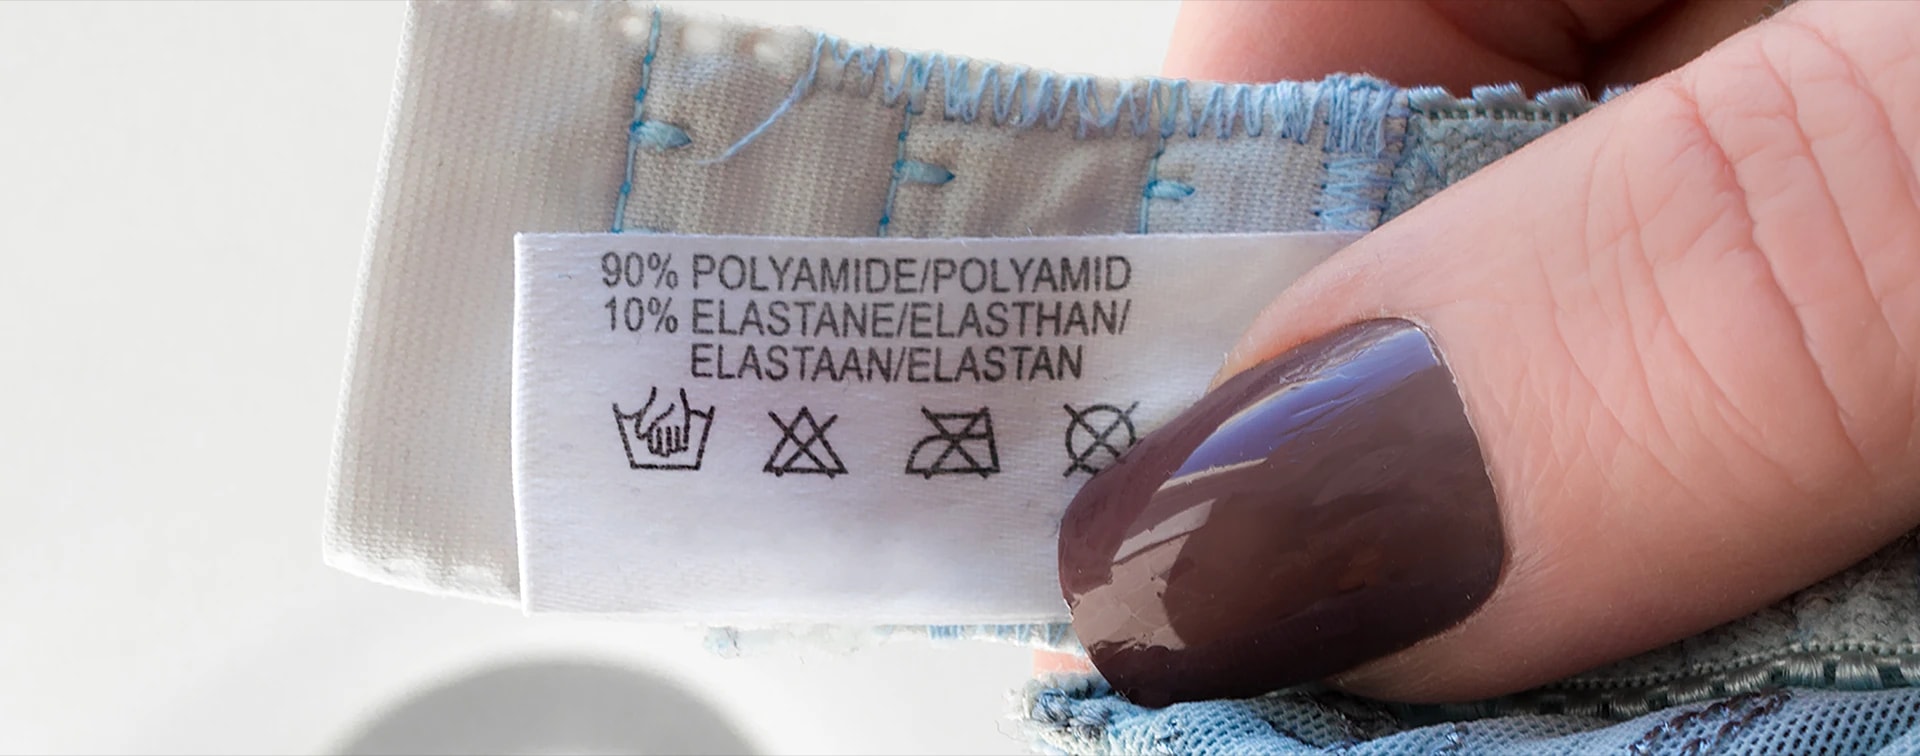 90% POLYAMIDE/POLYAMID
10% ELASTANE/ELASTHAN/
ELASTAAN/ELASTAN